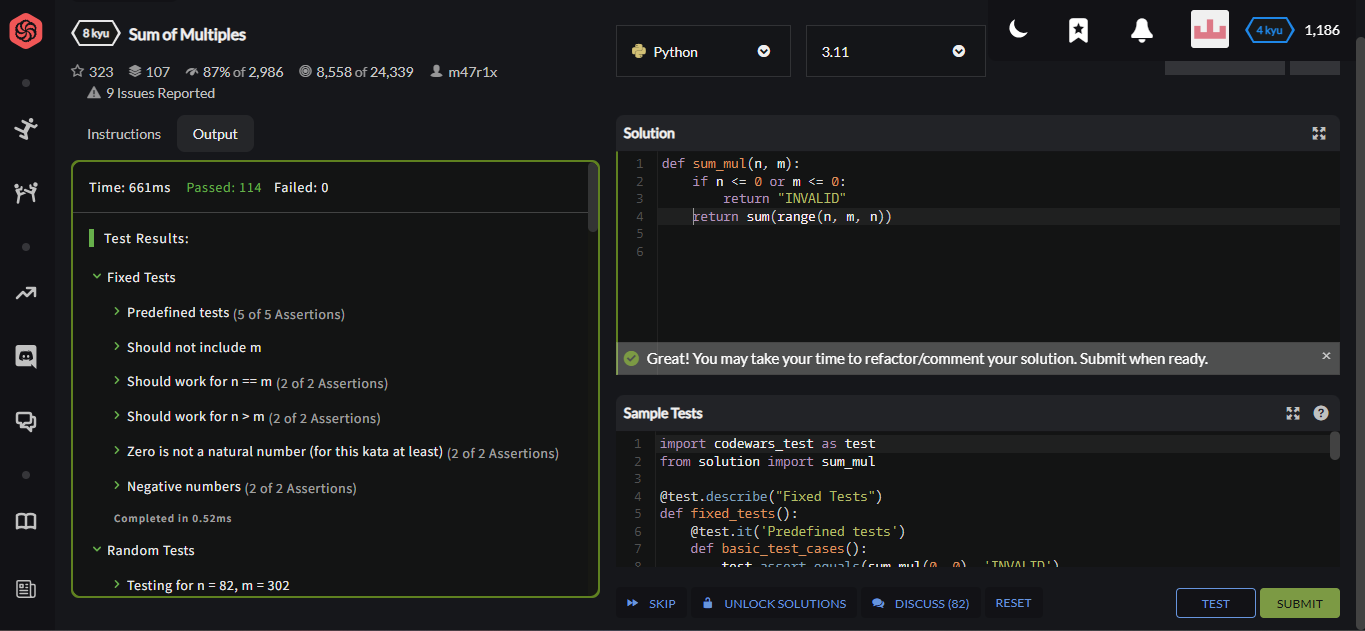 8 kyu Sum of Multiples
323 107 87% of 2,986 8,558 of 24,339 m47r1x
9 Issues Reported
Instructions Output
Time: 661ms Passed: 114 Failed: 0
Test Results:
Fixed Tests
Predefined tests (5 of 5 Assertions)
Should not include m
Should work for n == m (2 of 2 Assertions)
Should work for n > m (2 of 2 Assertions)
Zero is not a natural number (for this kata at least) (2 of 2 Assertions)
Negative numbers (2 of 2 Assertions)
Completed in 0.52ms
Random Tests
Testing for n = 82, m = 302
Python 3.11
4 kyu 1,186
Solution
1 def sum_mul(n, m):
2 if n <= 0 or m <= 0:
3 return "INVALID"
4 return sum(range(n, m, n))
5
6
Great! You may take your time to refactor/comment your solution. Submit when ready. ×
Sample Tests ?
1 import codewars_test as test
2 from solution import sum_mul
3
4 @test.describe("Fixed Tests")
5 def fixed_tests():
6 @test.it('Predefined tests')
7 def basic_test_cases():
8 test.assert_equals(sum_mul(0, 0), 'INVALID')
SKIP UNLOCK SOLUTIONS DISCUSS (82) RESET TEST SUBMIT